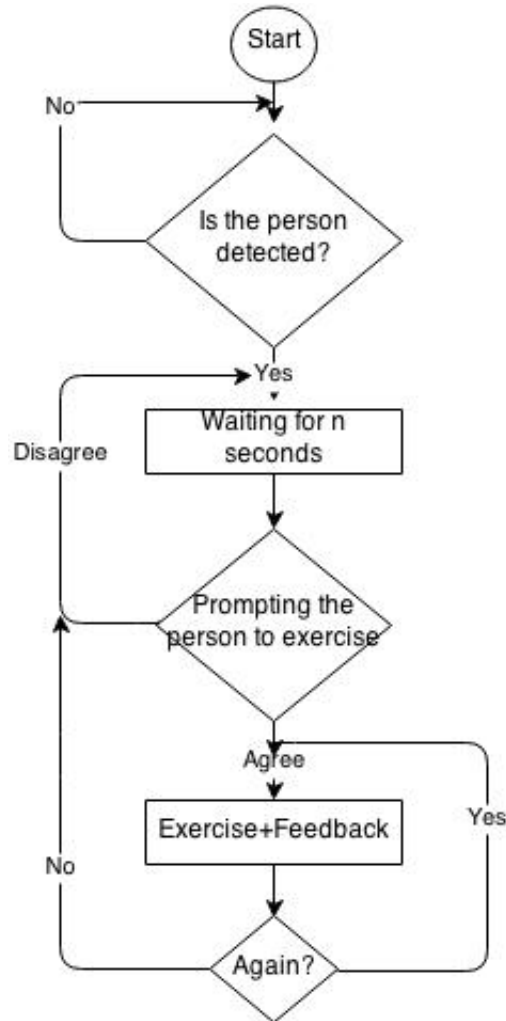 Start
No
Is the person
detected?
Yes
Waiting for n
seconds
Disagree
Prompting the
person to exercise
Agree
Exercise+Feedback
Yes
No
Again?